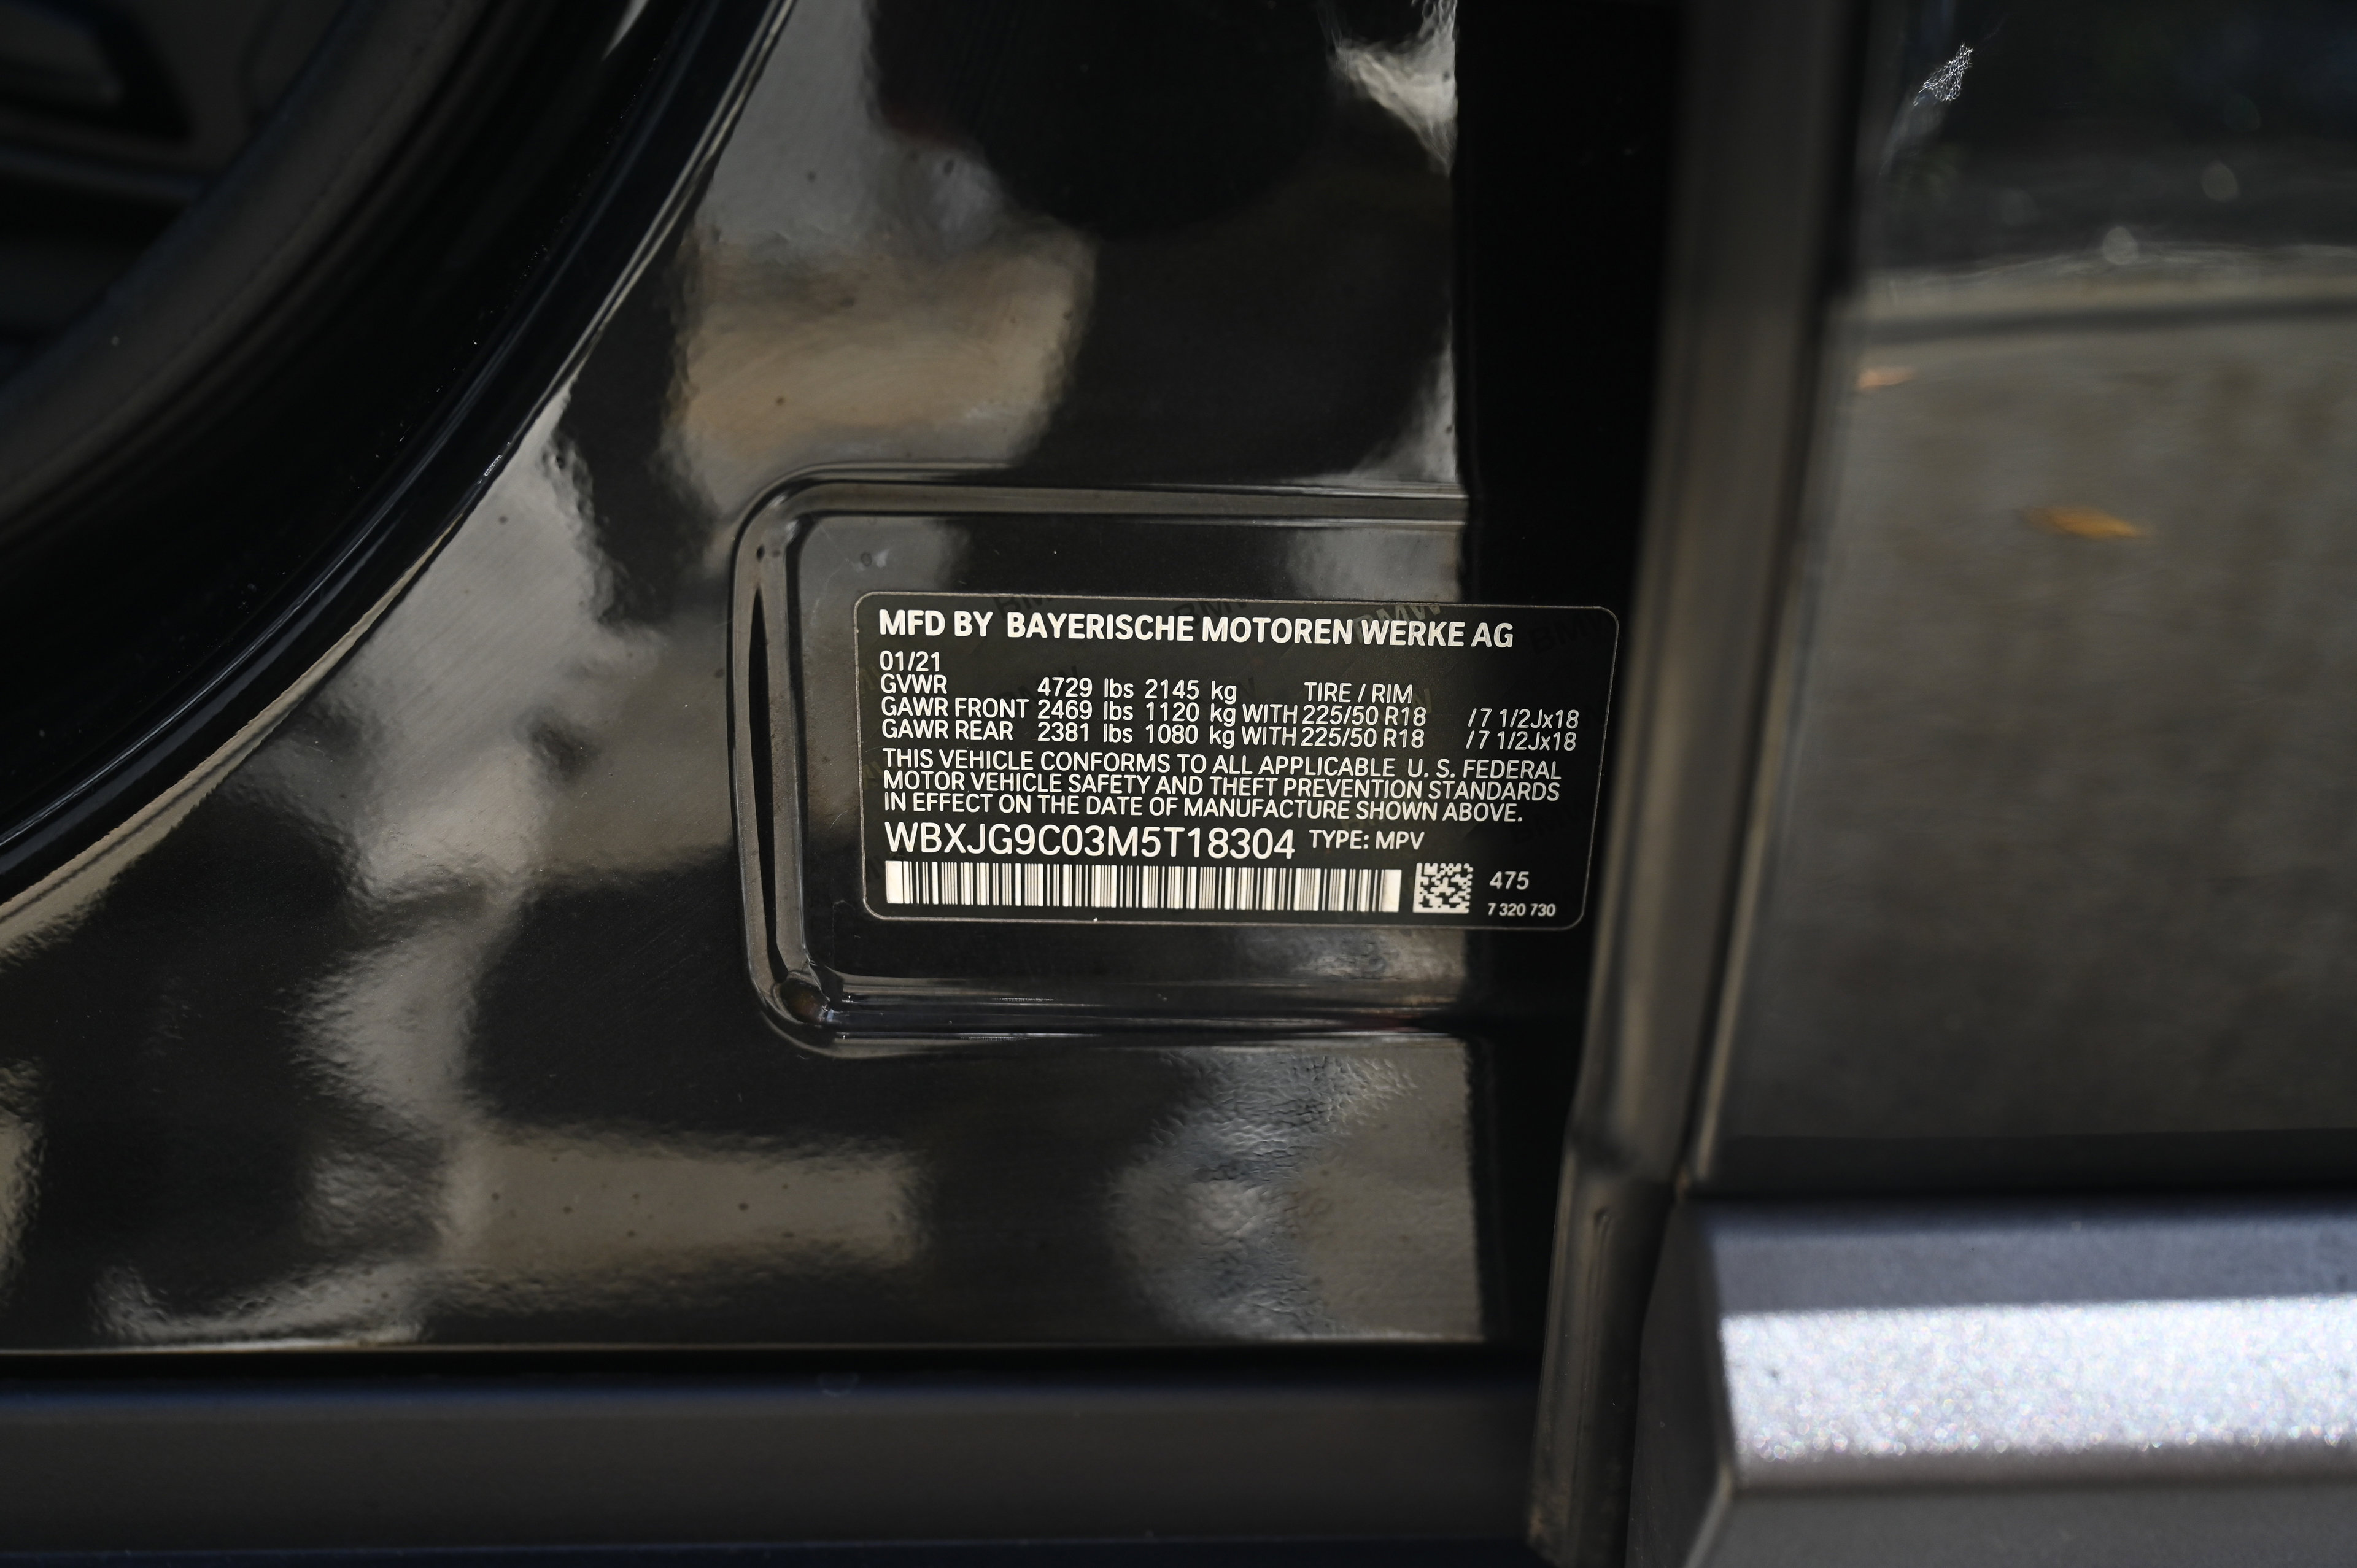 MFD BY BAYERISCHE MOTOREN WERKE AG
01/21
GVWR 4729 lbs 2145 kg TIRE / RIM
GAWR FRONT 2469 lbs 1120 kg WITH 225/50 R18 / 7 1/2Jx18
GAWR REAR 2381 lbs 1080 kg WITH 225/50 R18 / 7 1/2Jx18
THIS VEHICLE CONFORMS TO ALL APPLICABLE U. S. FEDERAL
MOTOR VEHICLE SAFETY AND THEFT PREVENTION STANDARDS
IN EFFECT ON THE DATE OF MANUFACTURE SHOWN ABOVE.
WBXJG9C03M5T18304 TYPE: MPV
475
7 320 730